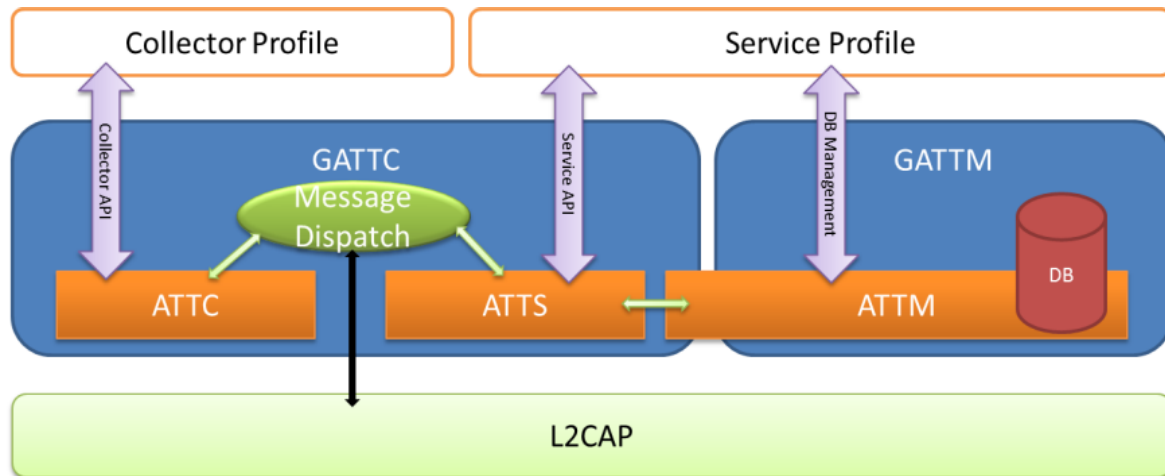 Collector Profile
Service Profile
Collector API
Service API
DB Management
GATTC
GATTM
Message
Dispatch
ATTC
ATTS
ATTM
DB
L2CAP